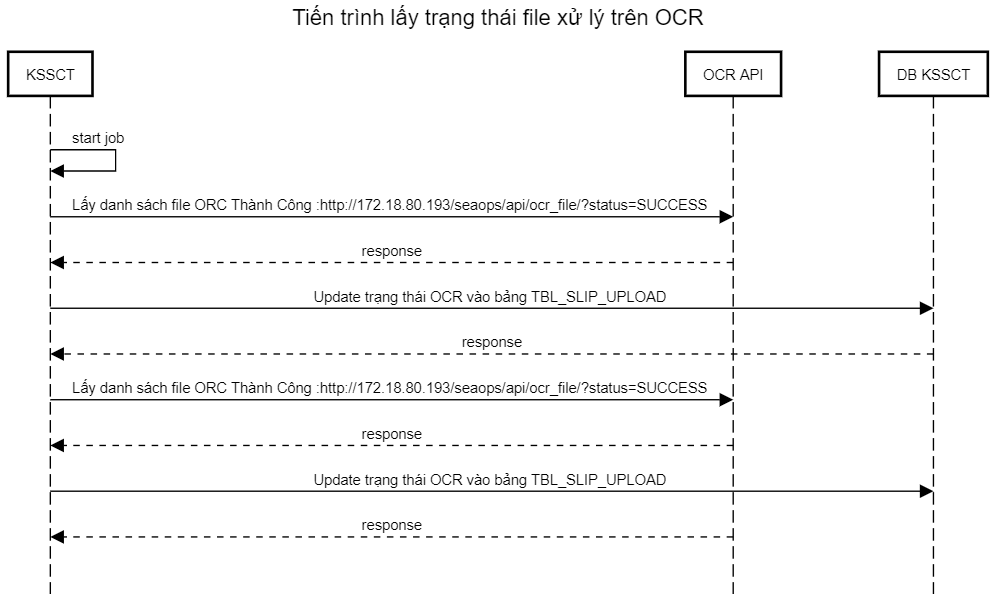 Tiến trình lấy trạng thái file xử lý trên OCR
KSSCT
OCR API
DB KSSCT
start job
Lấy danh sách file ORC Thành Công :http://172.18.80.193/seaops/api/ocr_file/?status=SUCCESS
response
Update trạng thái OCR vào bảng TBL_SLIP_UPLOAD
response
Lấy danh sách file ORC Thành Công :http://172.18.80.193/seaops/api/ocr_file/?status=SUCCESS
response
Update trạng thái OCR vào bảng TBL_SLIP_UPLOAD
response